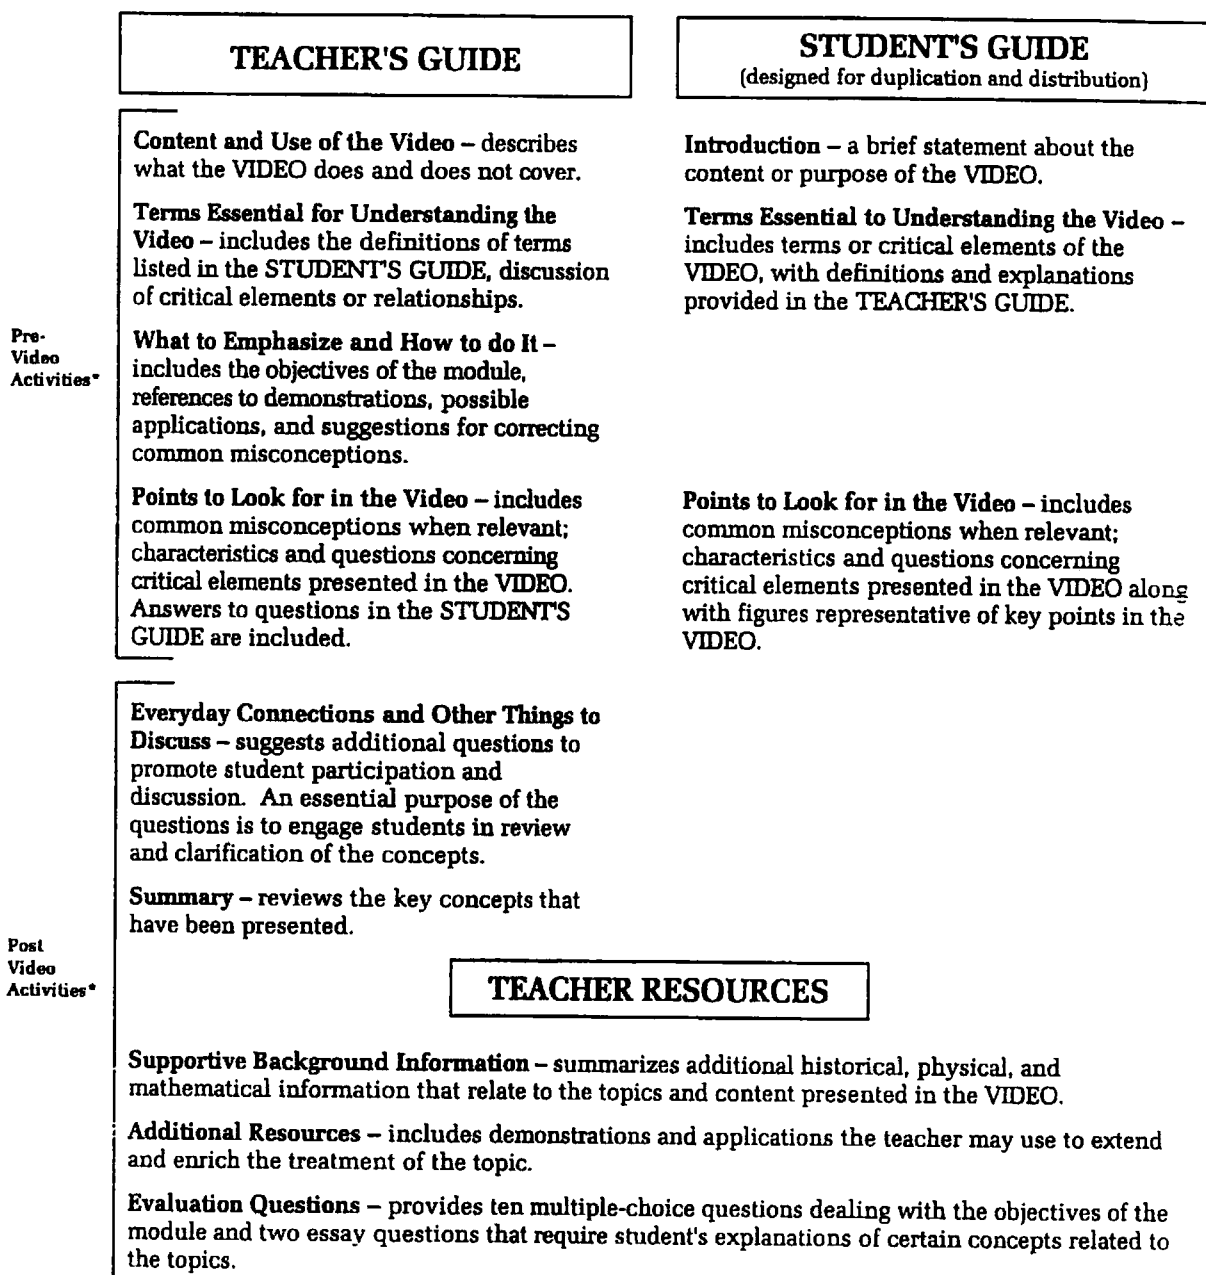 TEACHER'S GUIDE
STUDENT'S GUIDE
(designed for duplication and distribution)
Content and Use of the Video – describes
what the VIDEO does and does not cover.
Terms Essential for Understanding the
Video – includes the definitions of terms
listed in the STUDENT'S GUIDE, discussion
of critical elements or relationships.
What to Emphasize and How to do It –
includes the objectives of the module,
references to demonstrations, possible
applications, and suggestions for correcting
common misconceptions.
Points to Look for in the Video – includes
common misconceptions when relevant;
characteristics and questions concerning
critical elements presented in the VIDEO.
Answers to questions in the STUDENT'S
GUIDE are included.
Introduction – a brief statement about the
content or purpose of the VIDEO.
Terms Essential to Understanding the Video –
includes terms or critical elements of the
VIDEO, with definitions and explanations
provided in the TEACHER'S GUIDE.
Points to Look for in the Video – includes
common misconceptions when relevant;
characteristics and questions concerning
critical elements presented in the VIDEO along
with figures representative of key points in the
VIDEO.
Pre-
Video
Activities*
Everyday Connections and Other Things to
Discuss – suggests additional questions to
promote student participation and
discussion. An essential purpose of the
questions is to engage students in review
and clarification of the concepts.
Summary – reviews the key concepts that
have been presented.
Post
Video
Activities*
TEACHER RESOURCES
Supportive Background Information – summarizes additional historical, physical, and
mathematical information that relate to the topics and content presented in the VIDEO.
Additional Resources – includes demonstrations and applications the teacher may use to extend
and enrich the treatment of the topic.
Evaluation Questions – provides ten multiple-choice questions dealing with the objectives of the
module and two essay questions that require student's explanations of certain concepts related to
the topics.